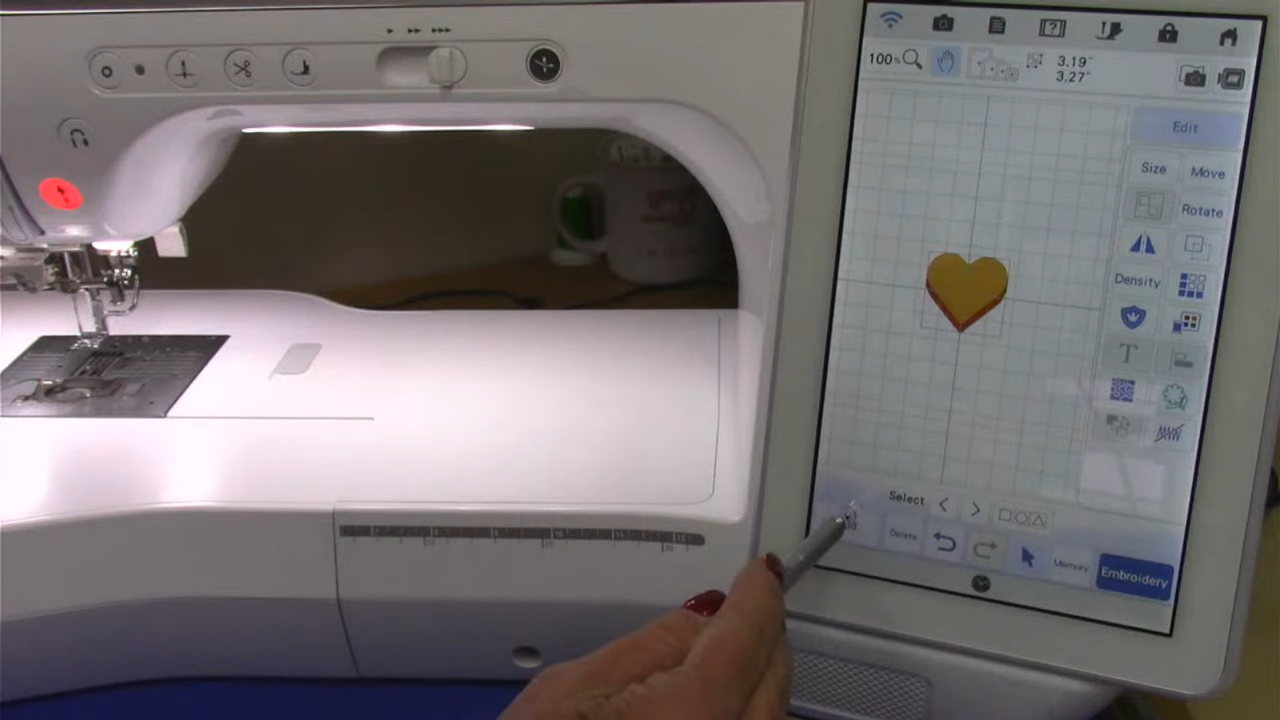 100%
3.19"
3.27"
Edit
Size
Move
Rotate
Density
T
Select
Delete
Memory
Embroidery